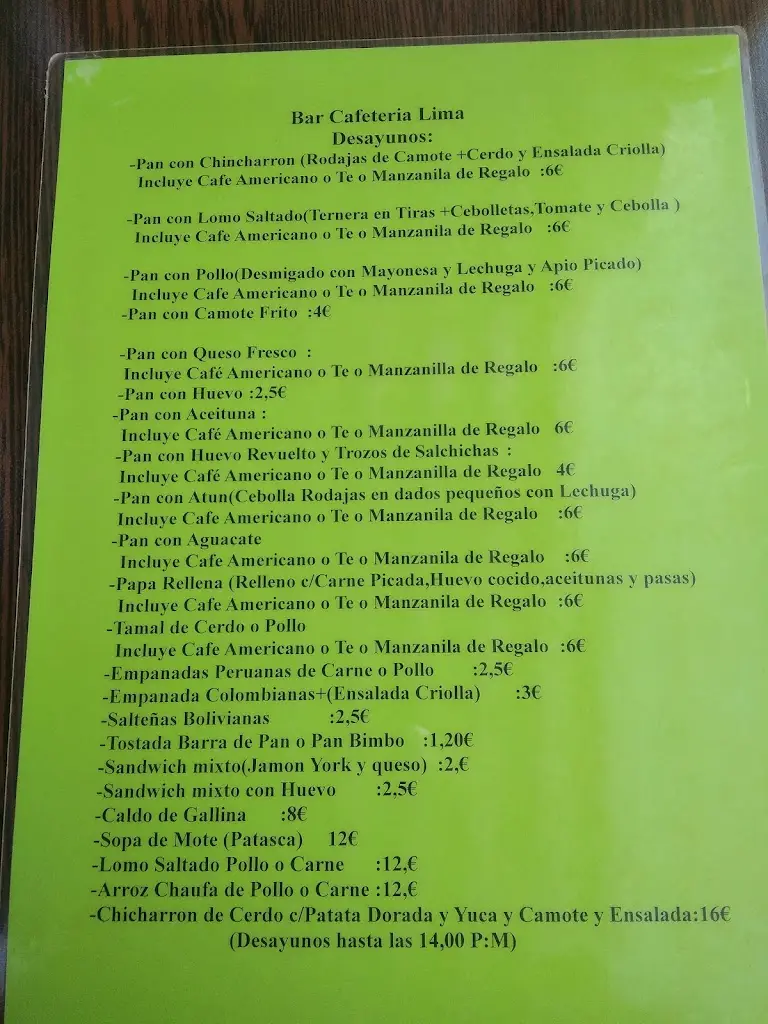 Bar Cafeteria Lima
Desayunos:
-Pan con Chincharron (Rodajas de Camote +Cerdo y Ensalada Criolla)
Incluye Cafe Americano o Te o Manzanila de Regalo :6€
-Pan con Lomo Saltado(Ternera en Tiras +Cebolletas,Tomate y Cebolla )
Incluye Cafe Americano o Te o Manzanila de Regalo :6€
-Pan con Pollo(Desmigado con Mayonesa y Lechuga y Apio Picado)
Incluye Cafe Americano o Te o Manzanila de Regalo :6€
-Pan con Camote Frito :4€
-Pan con Queso Fresco :
Incluye Café Americano o Te o Manzanilla de Regalo :6€
-Pan con Huevo :2,5€
-Pan con Aceituna :
Incluye Café Americano o Te o Manzanilla de Regalo 6€
-Pan con Huevo Revuelto y Trozos de Salchichas :
Incluye Café Americano o Te o Manzanilla de Regalo 4€
-Pan con Atun(Cebolla Rodajas en dados pequeños con Lechuga)
Incluye Cafe Americano o Te o Manzanila de Regalo :6€
-Pan con Aguacate
Incluye Cafe Americano o Te o Manzanila de Regalo :6€
-Papa Rellena (Relleno c/Carne Picada,Huevo cocido,aceitunas y pasas)
Incluye Cafe Americano o Te o Manzanila de Regalo :6€
-Tamal de Cerdo o Pollo
Incluye Cafe Americano o Te o Manzanila de Regalo :6€
-Empanadas Peruanas de Carne o Pollo :2,5€
-Empanada Colombianas+(Ensalada Criolla) :3€
-Salteñas Bolivianas :2,5€
-Tostada Barra de Pan o Pan Bimbo :1,20€
-Sandwich mixto(Jamon York y queso) :2,€
-Sandwich mixto con Huevo :2,5€
-Caldo de Gallina :8€
-Sopa de Mote (Patasca) 12€
-Lomo Saltado Pollo o Carne :12,€
-Arroz Chaufa de Pollo o Carne :12,€
-Chicharron de Cerdo c/Patata Dorada y Yuca y Camote y Ensalada:16€
(Desayunos hasta las 14,00 P:M)